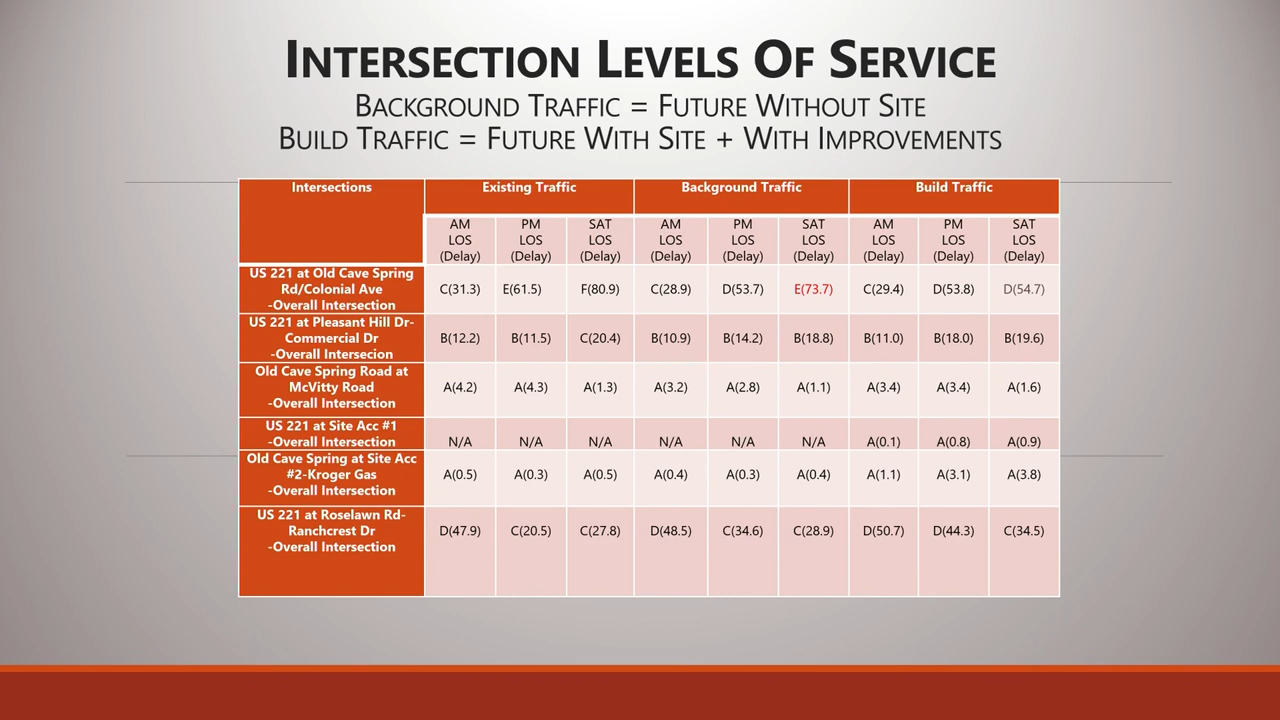 INTERSECTION LEVELS OF SERVICE
BACKGROUND TRAFFIC = FUTURE WITHOUT SITE
BUILD TRAFFIC = FUTURE WITH SITE + WITH IMPROVEMENTS
Intersections Existing Traffic Background Traffic Build Traffic
AM PM SAT AM PM SAT AM PM SAT
LOS LOS LOS LOS LOS LOS LOS LOS LOS
(Delay) (Delay) (Delay) (Delay) (Delay) (Delay) (Delay) (Delay) (Delay)
US 221 at Old Cave Spring
Rd/Colonial Ave
-Overall Intersection
C(31.3) E(61.5) F(80.9) C(28.9) D(53.7) E(73.7) C(29.4) D(53.8) D(54.7)
US 221 at Pleasant Hill Dr-
Commercial Dr
-Overall Intersecion
B(12.2) B(11.5) C(20.4) B(10.9) B(14.2) B(18.8) B(11.0) B(18.0) B(19.6)
Old Cave Spring Road at
McVitty Road
-Overall Intersection
A(4.2) A(4.3) A(1.3) A(3.2) A(2.8) A(1.1) A(3.4) A(3.4) A(1.6)
US 221 at Site Acc #1
-Overall Intersection
N/A N/A N/A N/A N/A N/A A(0.1) A(0.8) A(0.9)
Old Cave Spring at Site Acc
#2-Kroger Gas
-Overall Intersection
A(0.5) A(0.3) A(0.5) A(0.4) A(0.3) A(0.4) A(1.1) A(3.1) A(3.8)
US 221 at Roselawn Rd-
Ranchcrest Dr
-Overall Intersection
D(47.9) C(20.5) C(27.8) D(48.5) C(34.6) C(28.9) D(50.7) D(44.3) C(34.5)